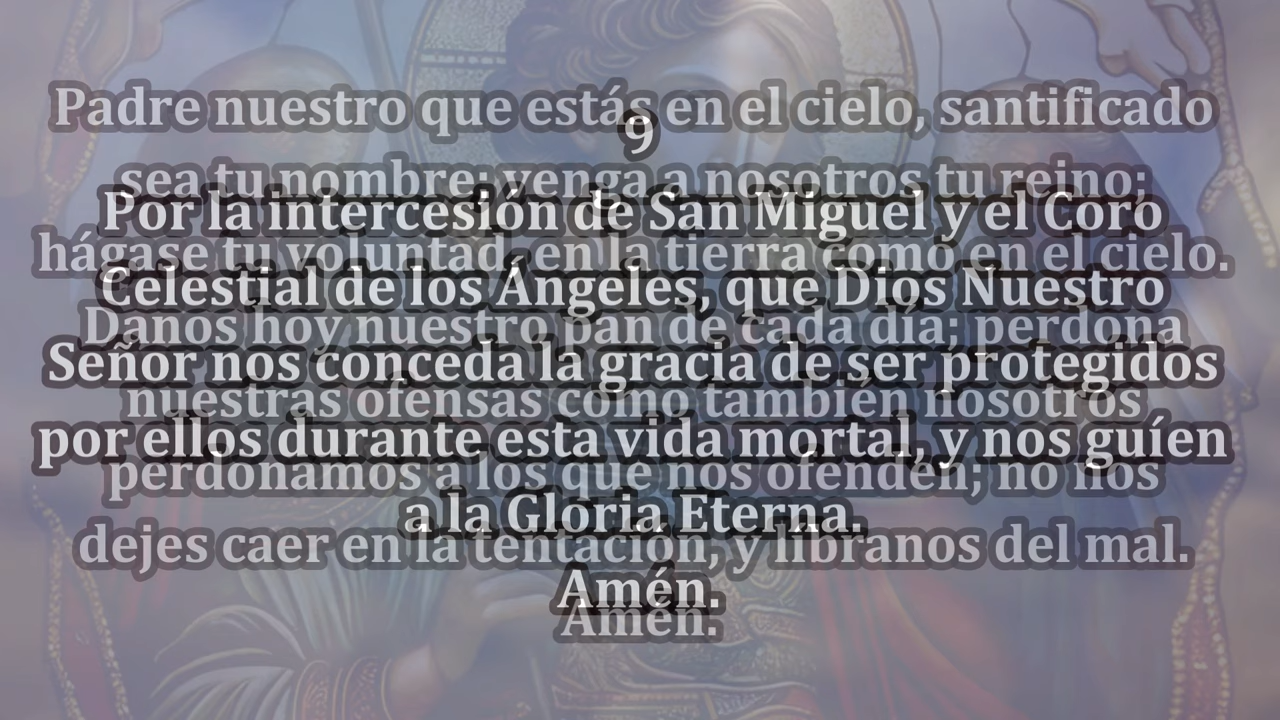 Padre nuestro que estás en el cielo, santificado
sea tu nombre; venga a nosotros tu reino;
hágase tu voluntad, en la tierra como en el cielo.
Danos hoy nuestro pan de cada día; perdona
nuestras ofensas como también nosotros
perdonamos a los que nos ofenden; no nos
dejes caer en la tentación, y líbranos del mal.
Amén.
9
Por la intercesión de San Miguel y el Coro
Celestial de los Ángeles, que Dios Nuestro
Señor nos conceda la gracia de ser protegidos
por ellos durante esta vida mortal, y nos guíen
a la Gloria Eterna.
Amén.